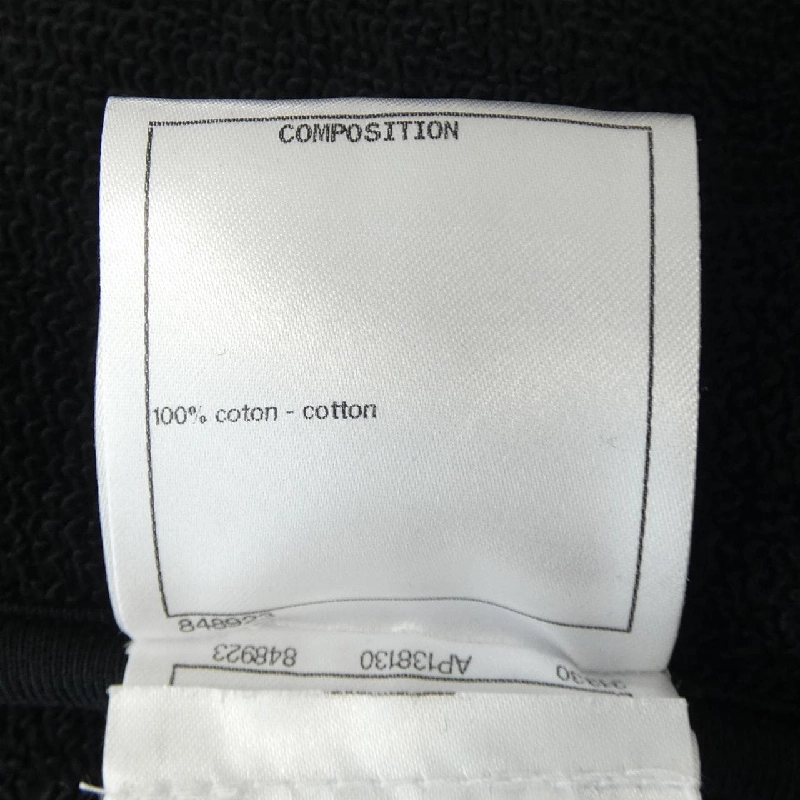 COMPOSITION
100% coton - cotton
848923
848923 AP138130